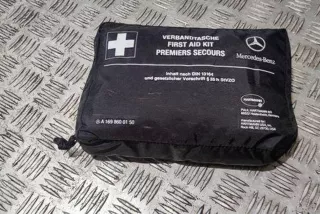 VERBANDTASCHE
FIRST AID KIT
PREMIERS SECOURS
Mercedes-Benz
Inhalt nach DIN 13164
und gesetzlicher Vorschrift § 35 h StVZO
HARTMANN
A 169 860 01 50